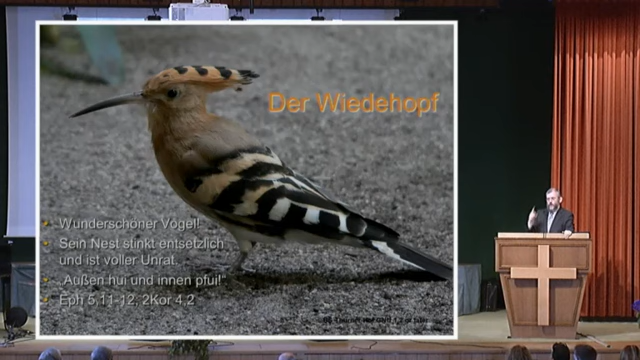 Der Wiedehopf
• Wunderschöner Vogel!
• Sein Nest stinkt entsetzlich
und ist voller Unrat.
• „Außen hui und innen pfui!“
• Eph 5,11-12, 2Kor 4,2